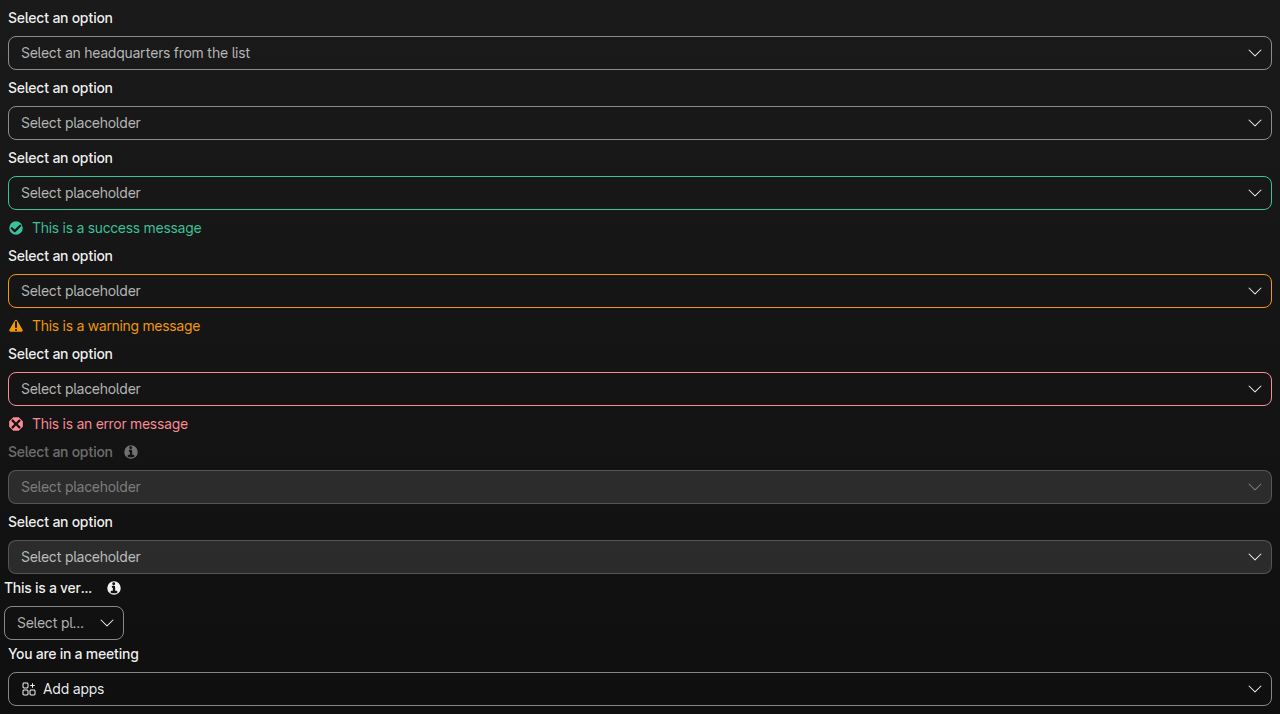 Select an option
Select an headquarters from the list
Select an option
Select placeholder
Select an option
Select placeholder
This is a success message
Select an option
Select placeholder
This is a warning message
Select an option
Select placeholder
This is an error message
Select an option
Select placeholder
Select an option
Select placeholder
This is a ver...
Select pl...
You are in a meeting
Add apps